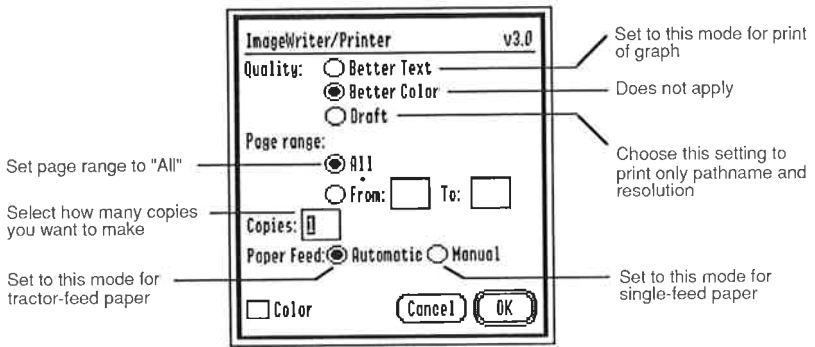 ImageWriter/Printer v3.0
Quality: Better Text
Better Color
Draft
Page range:
All
From: To:
Copies: 1
Paper Feed: Automatic Manual
Color Cancel OK
Set page range to "All"
Select how many copies
you want to make
Set to this mode for
tractor-feed paper
Set to this mode for print
of graph
Does not apply
Choose this setting to
print only pathname and
resolution
Set to this mode for
single-feed paper